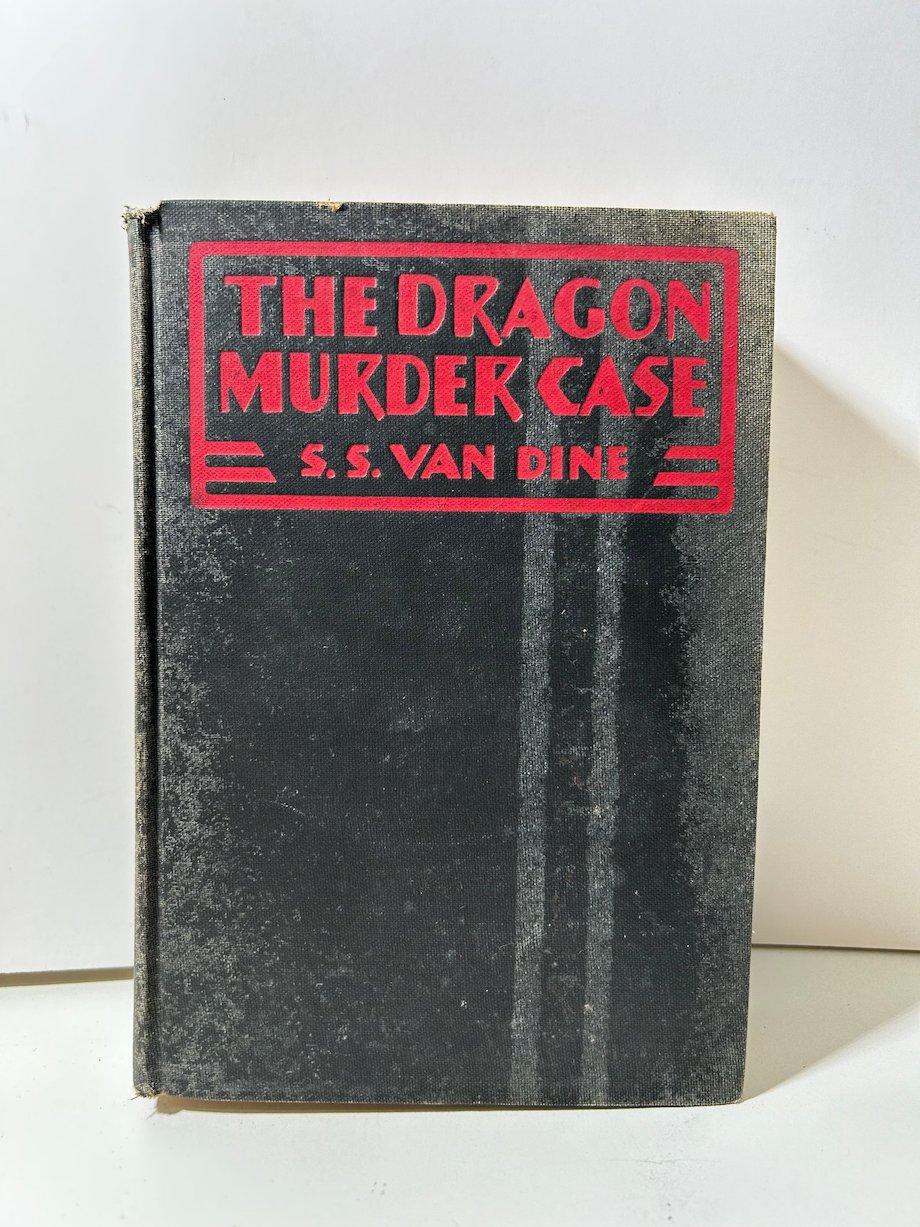 THE DRAGON
MURDER CASE
S. S. VAN DINE